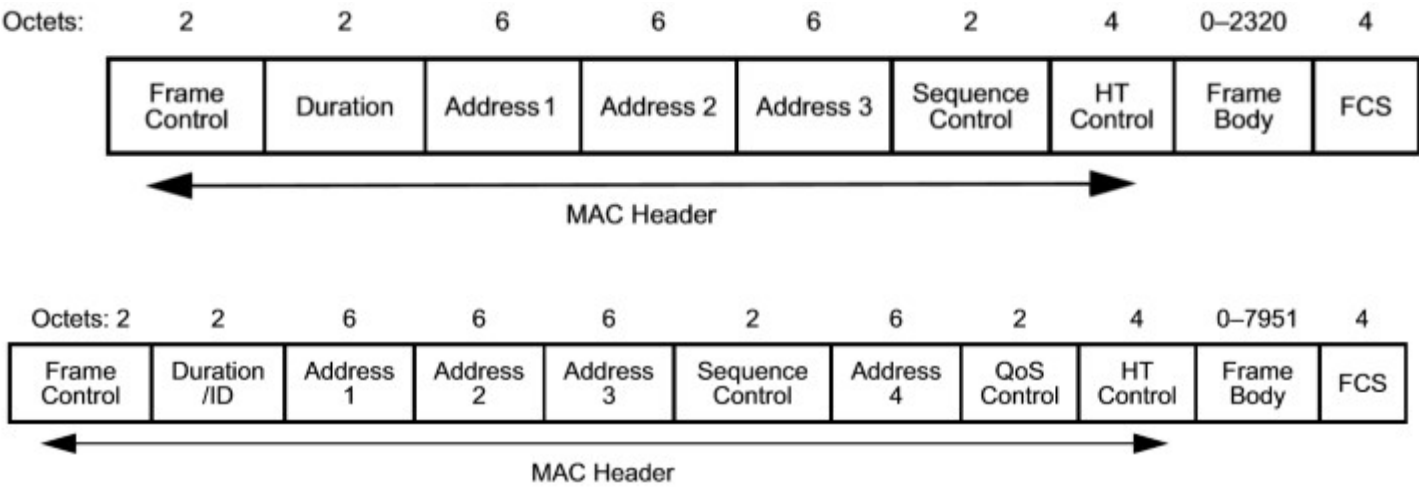 Octets: 2 2 6 6 6 2 4 0–2320 4
Frame Control Duration Address 1 Address 2 Address 3 Sequence Control HT Control Frame Body FCS
MAC Header
Octets: 2 2 6 6 6 2 6 2 4 0–7951 4
Frame Control Duration /ID Address 1 Address 2 Address 3 Sequence Control Address 4 QoS Control HT Control Frame Body FCS
MAC Header